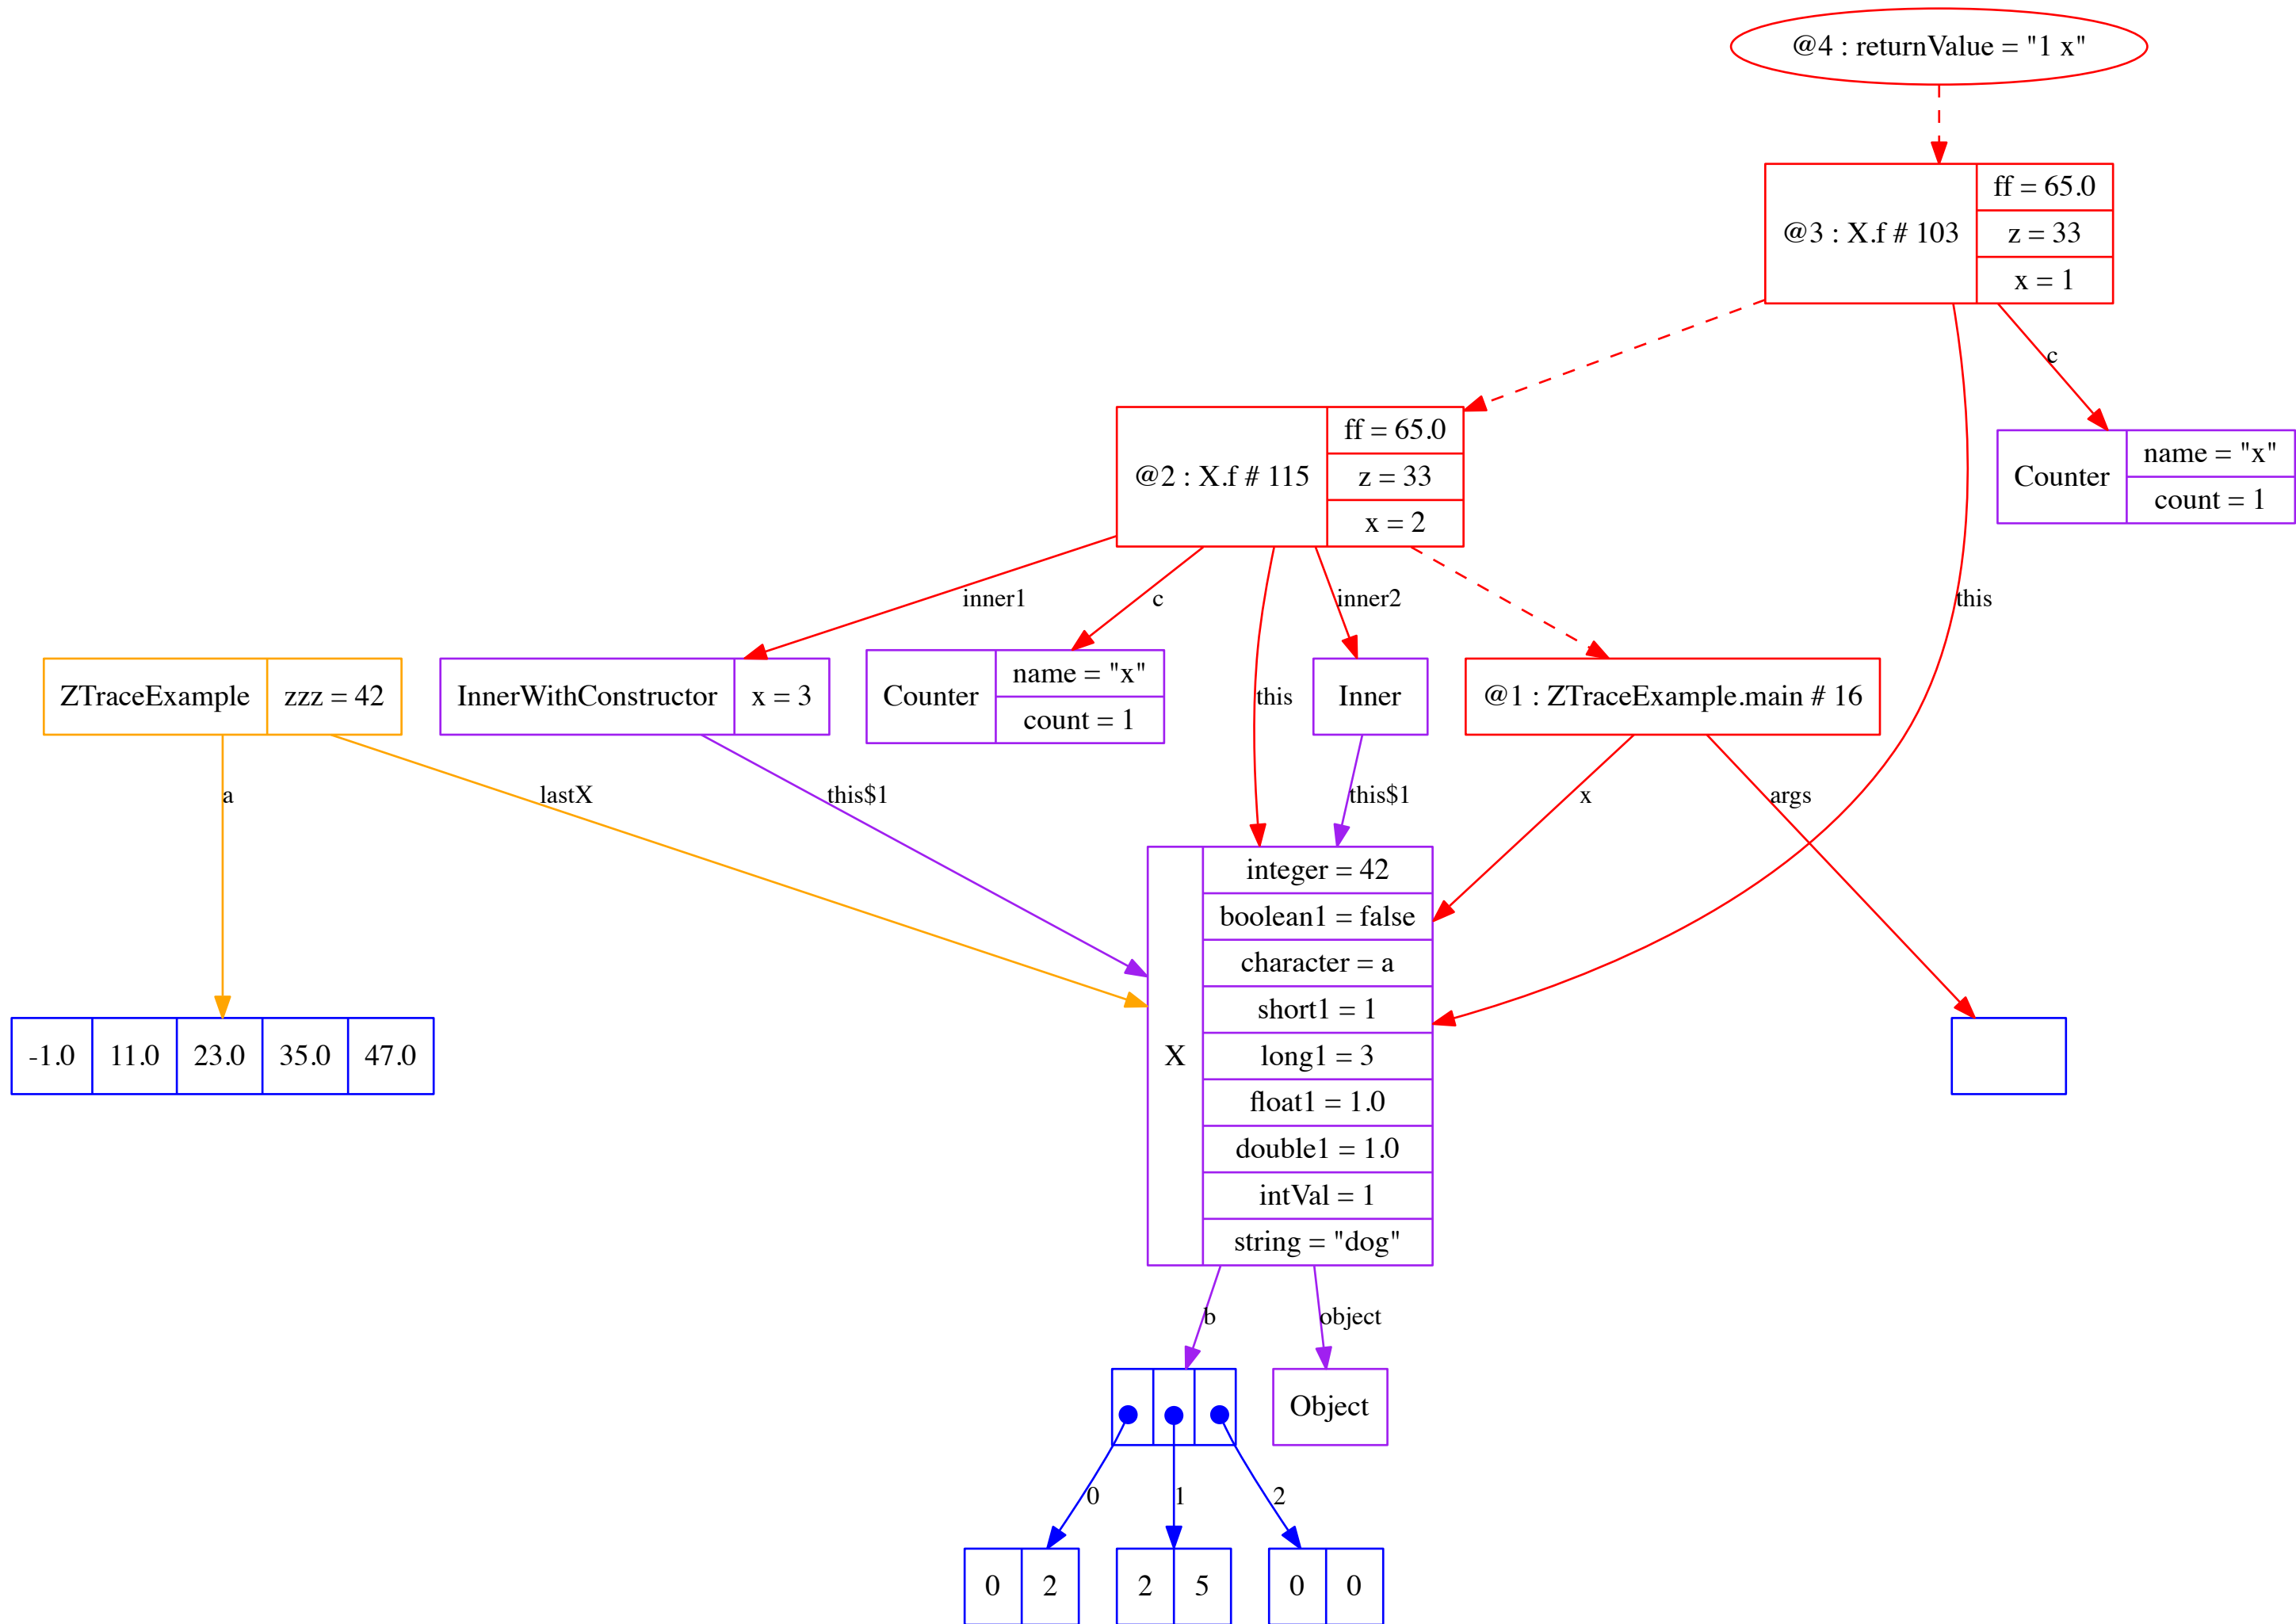 @4 : returnValue = "1 x"
@3 : X.f # 103
ff = 65.0
z = 33
x = 1
c
@2 : X.f # 115
ff = 65.0
z = 33
x = 2
Counter
name = "x"
count = 1
inner1
c
inner2
this
ZTraceExample
zzz = 42
InnerWithConstructor
x = 3
Counter
name = "x"
count = 1
this
Inner
@1 : ZTraceExample.main # 16
a
lastX
this$1
this$1
x
args
X
integer = 42
boolean1 = false
character = a
short1 = 1
long1 = 3
float1 = 1.0
double1 = 1.0
intVal = 1
string = "dog"
-1.0
11.0
23.0
35.0
47.0
b
object
Object
0
1
2
0
2
2
5
0
0